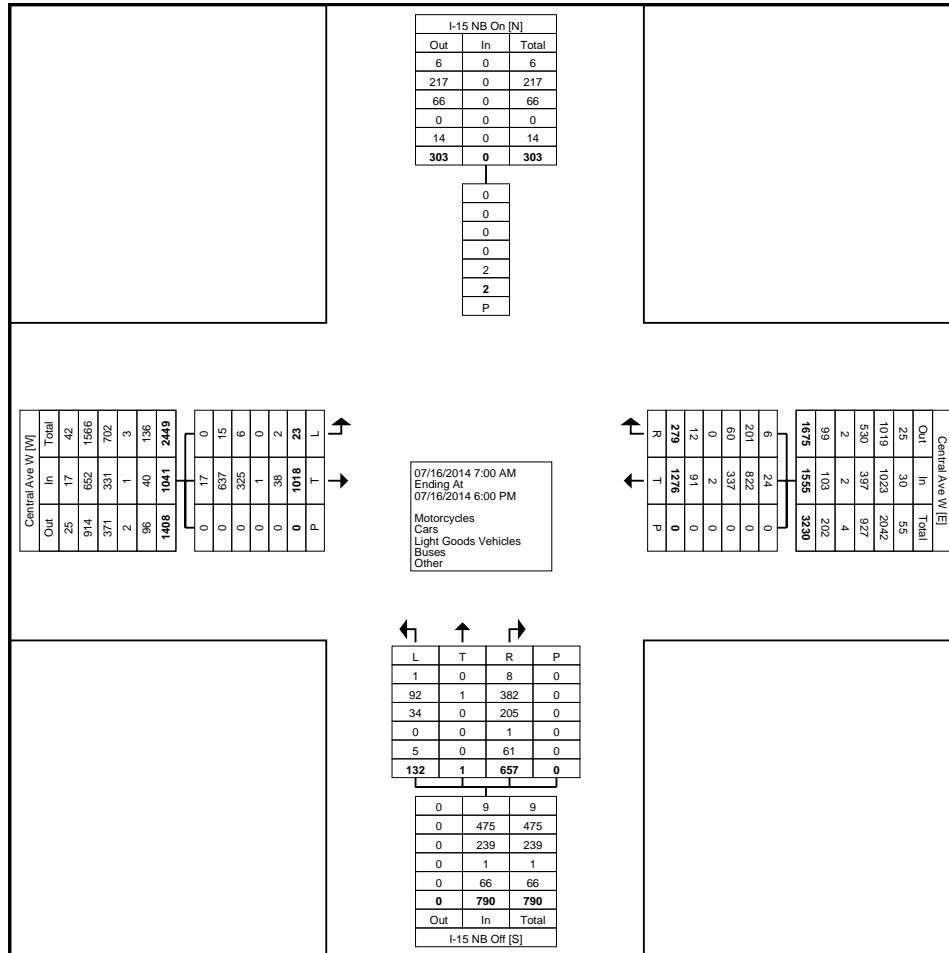 I-15 NB On [N]
Out In Total
6 0 6
217 0 217
66 0 66
0 0 0
14 0 14
303 0 303
0
0
0
0
2
2
P
L T P
23 1018 0
2 38 0
0 1 0
6 325 0
15 637 0
0 17 0
2449 1041 1408
136 40 96
3 1 2
702 331 371
1566 652 914
42 17 25
Total In Out
Central Ave W [W]
07/16/2014 7:00 AM
Ending At
07/16/2014 6:00 PM
Motorcycles
Cars
Light Goods Vehicles
Buses
Other
Central Ave W [E]
Out In Total
25 30 55
1019 1023 2042
530 397 927
2 2 4
99 103 202
1675 1555 3230
6 24 0
201 822 0
60 337 0
0 2 0
12 91 0
279 1276 0
R T P
L T R P
1 0 8 0
92 1 382 0
34 0 205 0
0 0 1 0
5 0 61 0
132 1 657 0
0 9 9
0 475 475
0 239 239
0 1 1
0 66 66
0 790 790
Out In Total
I-15 NB Off [S]